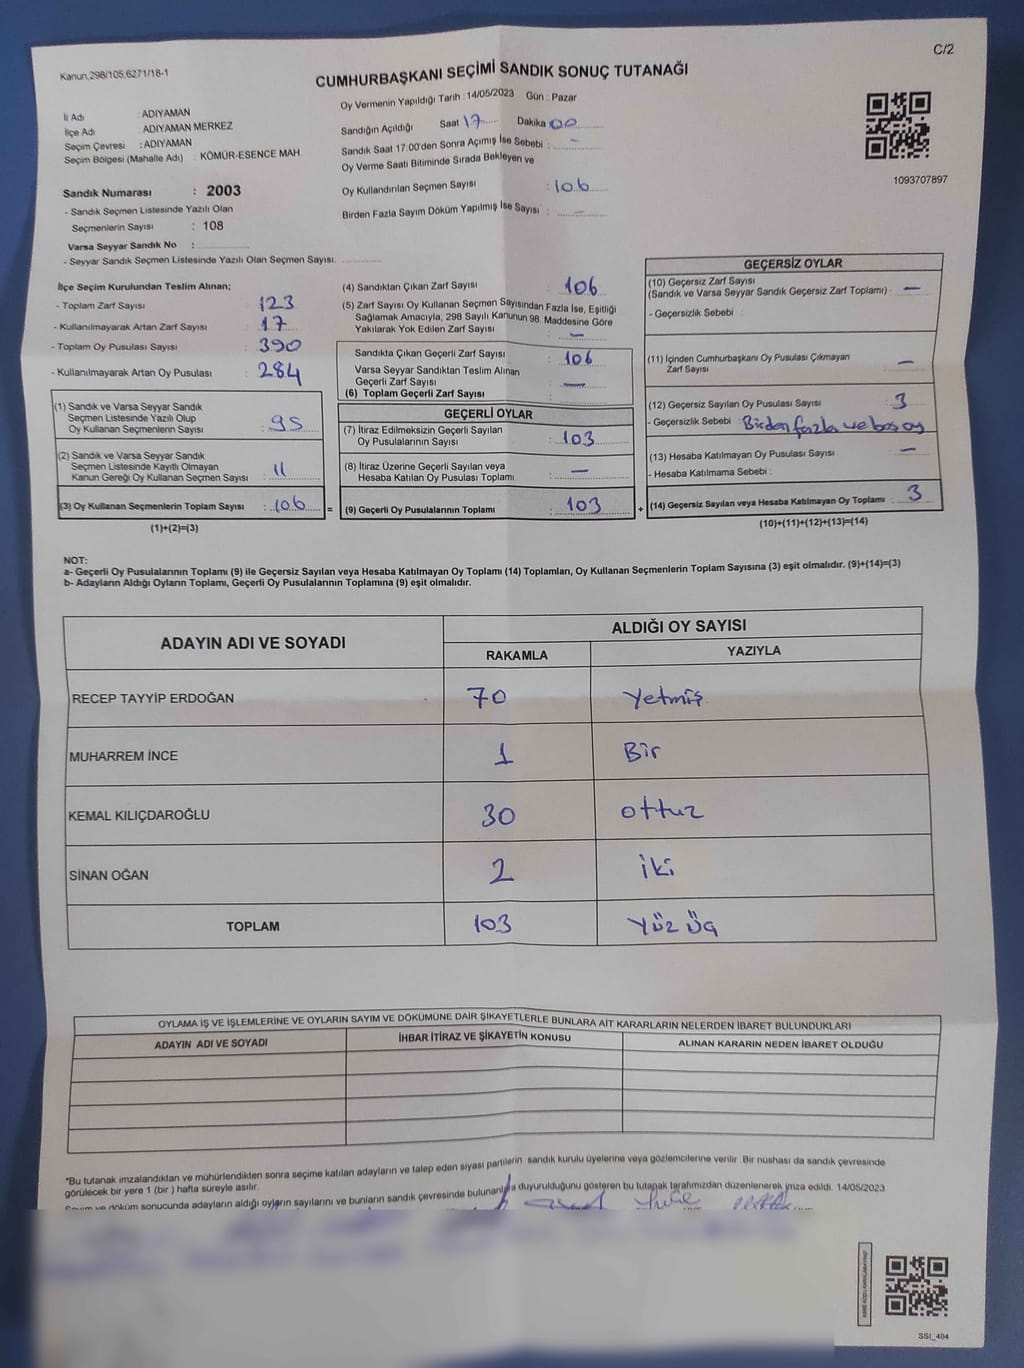 C/2
Kanun.298/105,6271/18-1
CUMHURBAŞKANI SEÇİMİ SANDIK SONUÇ TUTANAĞI
İl Adı : ADIYAMAN
İlçe Adı : ADIYAMAN MERKEZ
Seçim Çevresi : ADIYAMAN
Seçim Bölgesi (Mahalle Adı) : KÖMÜR-ESENCE MAH.
Sandık Numarası : 2003
- Sandık Seçmen Listesinde Yazılı Olan
Seçmenlerin Sayısı : 108
Varsa Seyyar Sandık No :
- Seyyar Sandık Seçmen Listesinde Yazılı Olan Seçmen Sayısı:
Oy Vermenin Yapıldığı Tarih : 14/05/2023 Gün : Pazar
Sandığın Açıldığı Saat 17 Dakika 00
Sandık Saat 17.00'den Sonra Açımış İse Sebebi : -
Oy Verme Saati Bitiminde Sırada Bekleyen ve
Oy Kullandırılan Seçmen Sayısı : 106
Birden Fazla Sayım Döküm Yapılmış İse Sayısı : -
1093707897
İlçe Seçim Kurulundan Teslim Alınan;
- Toplam Zarf Sayısı : 123
- Kullanılmayarak Artan Zarf Sayısı : 17
- Toplam Oy Pusulası Sayısı : 390
- Kullanılmayarak Artan Oy Pusulası : 284
(1) Sandık ve Varsa Seyyar Sandık
Seçmen Listesinde Yazılı Olup
Oy Kullanan Seçmenlerin Sayısı : 95
(2) Sandık ve Varsa Seyyar Sandık
Seçmen Listesinde Kayıtlı Olmayan
Kanun Gereği Oy Kullanan Seçmen Sayısı : 11
(3) Oy Kullanan Seçmenlerin Toplam Sayısı : 106 =
(1)+(2)=(3)
(4) Sandıktan Çıkan Zarf Sayısı : 106
(5) Zarf Sayısı Oy Kullanan Seçmen Sayısından Fazla İse, Eşitliği
Sağlamak Amacıyla, 298 Sayılı Kanunun 98. Maddesine Göre
Yakılarak Yok Edilen Zarf Sayısı : -
Sandıkta Çıkan Geçerli Zarf Sayısı : 106
Varsa Seyyar Sandıktan Teslim Alınan
Geçerli Zarf Sayısı : -
(6) Toplam Geçerli Zarf Sayısı :
GEÇERLİ OYLAR
(7) İtiraz Edilmeksizin Geçerli Sayılan
Oy Pusulalarının Sayısı : 103
(8) İtiraz Üzerine Geçerli Sayılan veya
Hesaba Katılan Oy Pusulası Toplamı : -
(9) Geçerli Oy Pusulalarının Toplamı : 103 +
GEÇERSİZ OYLAR
(10) Geçersiz Zarf Sayısı
(Sandık ve Varsa Seyyar Sandık Geçersiz Zarf Toplamı) : -
- Geçersizlik Sebebi :
(11) İçinden Cumhurbaşkanı Oy Pusulası Çıkmayan
Zarf Sayısı : -
(12) Geçersiz Sayılan Oy Pusulası Sayısı : 3
- Geçersizlik Sebebi : Birden fazla ve boş oy
(13) Hesaba Katılmayan Oy Pusulası Sayısı : -
- Hesaba Katılmama Sebebi :
(14) Geçersiz Sayılan veya Hesaba Katılmayan Oy Toplamı : 3
(10)+(11)+(12)+(13)=(14)
NOT:
a- Geçerli Oy Pusulalarının Toplamı (9) ile Geçersiz Sayılan veya Hesaba Katılmayan Oy Toplamı (14) Toplamları, Oy Kullanan Seçmenlerin Toplam Sayısına (3) eşit olmalıdır. (9)+(14)=(3)
b- Adayların Aldığı Oyların Toplamı, Geçerli Oy Pusulalarının Toplamına (9) eşit olmalıdır.
ADAYIN ADI VE SOYADI ALDIĞI OY SAYISI
RAKAMLA YAZIYLA
RECEP TAYYİP ERDOĞAN 70 Yetmiş
MUHARREM İNCE 1 Bir
KEMAL KILIÇDAROĞLU 30 ottuz
SİNAN OĞAN 2 iki
TOPLAM 103 Yüz üç
OYLAMA İŞ VE İŞLEMLERİNE VE OYLARIN SAYIM VE DÖKÜMÜNE DAİR ŞİKAYETLERLE BUNLARA AİT KARARLARIN NELERDEN İBARET BULUNDUKLARI
ADAYIN ADI VE SOYADI İHBAR İTİRAZ VE ŞİKAYETİN KONUSU ALINAN KARARIN NEDEN İBARET OLDUĞU
*Bu tutanak imzalandıktan ve mühürlendikten sonra seçime katılan adayların ve talep eden siyasi partilerin sandık kurulu üyelerine veya gözlemcilerine verilir. Bir nüshası da sandık çevresinde
görülecek bir yere 1 (bir ) hafta süreyle asılır.
Sayım ve döküm sonucunda adayların aldığı oyların sayılarını ve bunların sandık çevresinde bulunanlara duyurulduğunu gösteren bu tutanak tarafımızdan düzenlenerek imza edildi. 14/05/2023
SSI_404